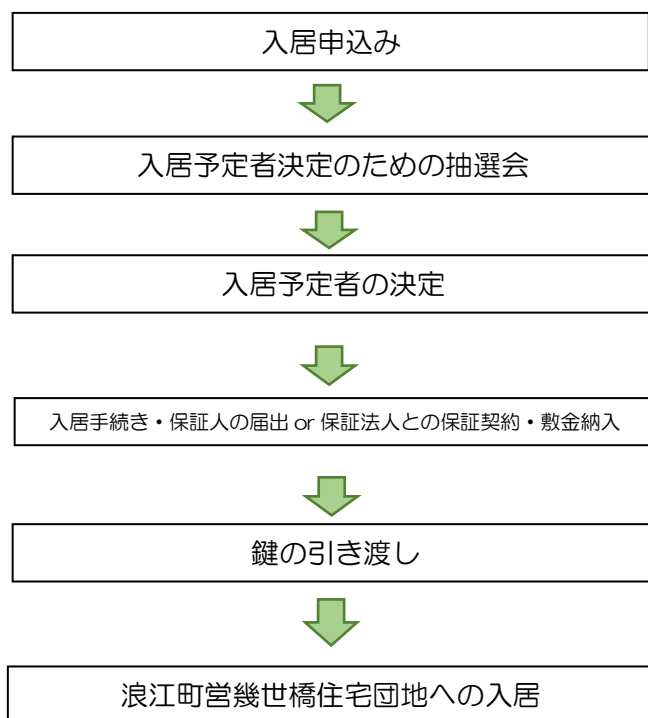 入居申込み
入居予定者決定のための抽選会
入居予定者の決定
入居手続き・保証人の届出 or 保証法人との保証契約・敷金納入
鍵の引き渡し
浪江町営幾世橋住宅団地への入居